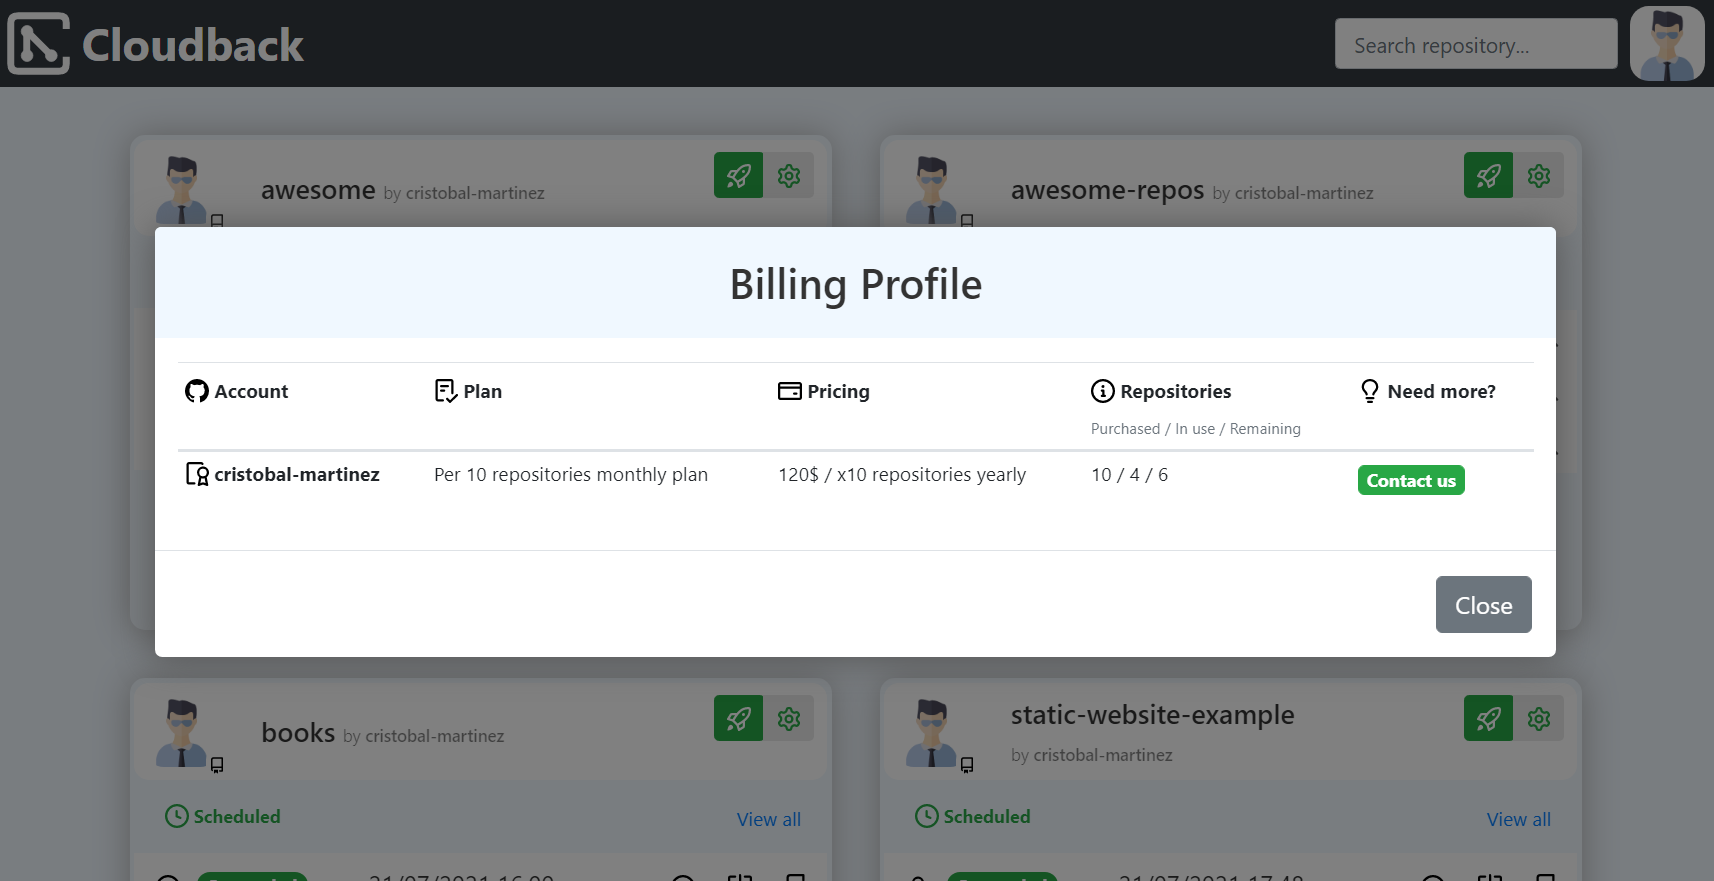 Cloudback
Search repository...
awesome by cristobal-martinez
awesome-repos by cristobal-martinez
Billing Profile
Account Plan Pricing Repositories Need more?
Purchased / In use / Remaining
cristobal-martinez Per 10 repositories monthly plan 120$ / x10 repositories yearly 10 / 4 / 6 Contact us
Close
books by cristobal-martinez
static-website-example
by cristobal-martinez
Scheduled View all
Scheduled View all